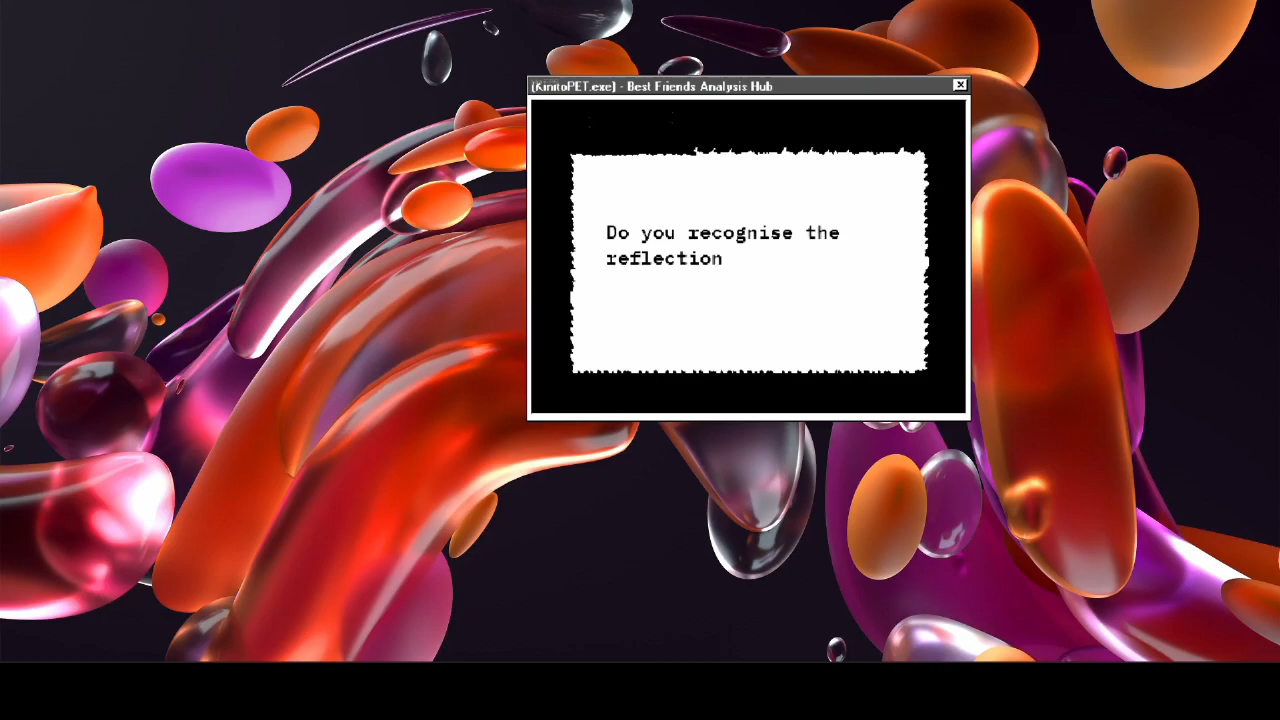 [KinitoPET.exe] - Best Friends Analysis Hub
Do you recognise the
reflection